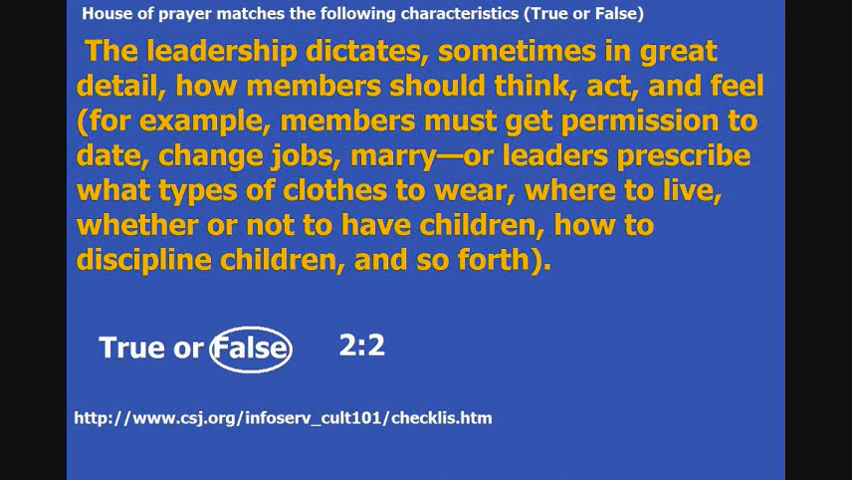 House of prayer matches the following characteristics (True or False)
The leadership dictates, sometimes in great
detail, how members should think, act, and feel
(for example, members must get permission to
date, change jobs, marry—or leaders prescribe
what types of clothes to wear, where to live,
whether or not to have children, how to
discipline children, and so forth).
True or False 2:2
http://www.csj.org/infoserv_cult101/checklis.htm